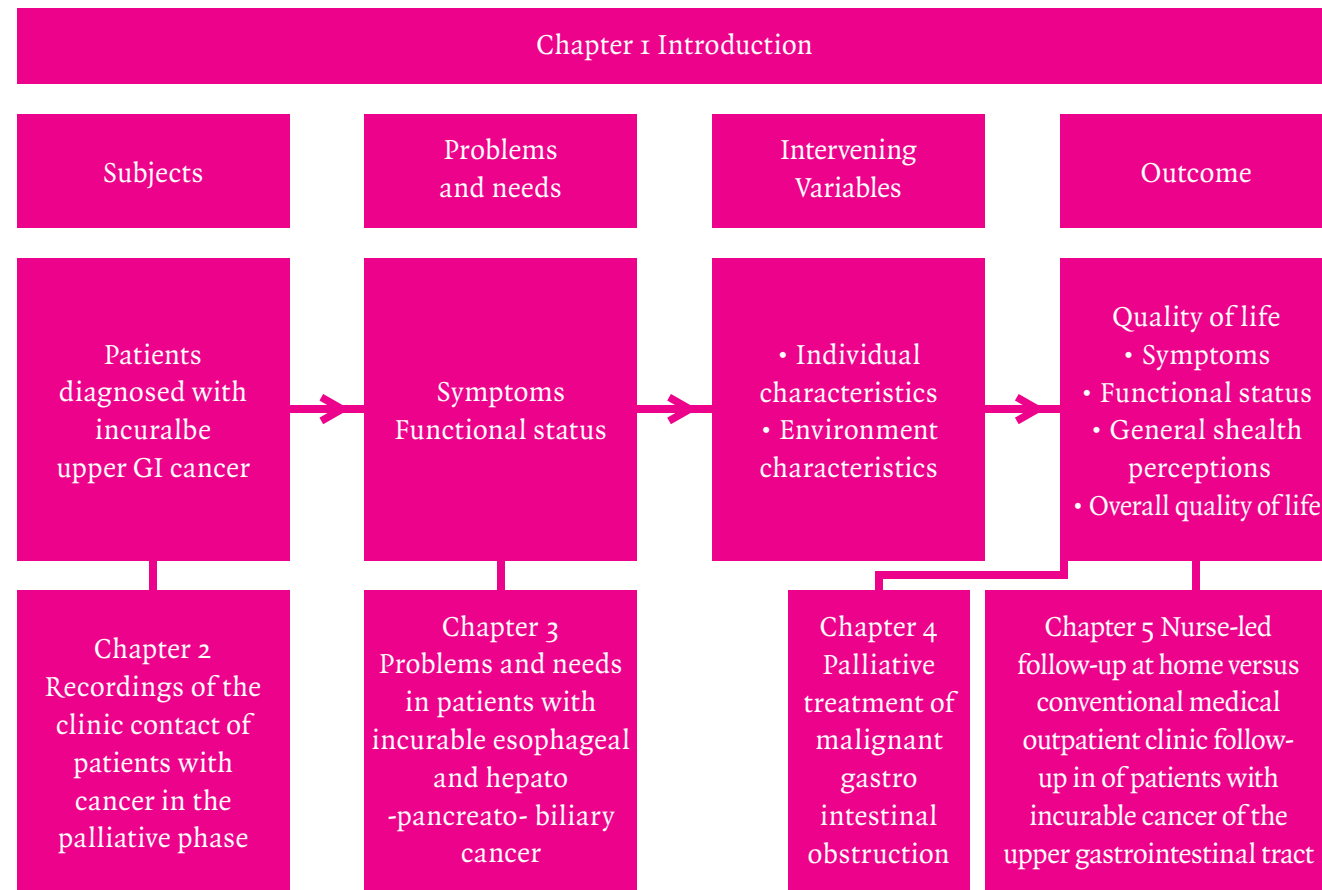 Chapter 1 Introduction
Subjects
Problems
and needs
Intervening
Variables
Outcome
Patients
diagnosed with
incuralbe
upper GI cancer
Symptoms
Functional status
• Individual
characteristics
• Environment
characteristics
Quality of life
• Symptoms
• Functional status
• General shealth
perceptions
• Overall quality of life
Chapter 2
Recordings of the
clinic contact of
patients with
cancer in the
palliative phase
Chapter 3
Problems and needs
in patients with
incurable esophageal
and hepato
-pancreato- biliary
cancer
Chapter 4
Palliative
treatment of
malignant
gastro
intestinal
obstruction
Chapter 5 Nurse-led
follow-up at home versus
conventional medical
outpatient clinic follow-
up in of patients with
incurable cancer of the
upper gastrointestinal tract